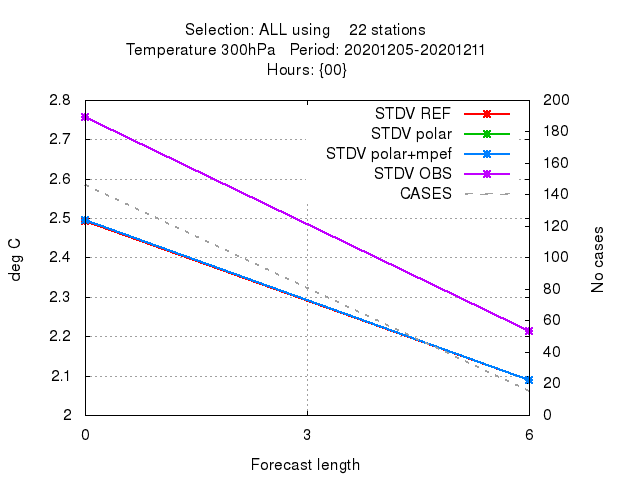 Selection: ALL using    22 stations
Temperature 300hPa   Period: 20201205-20201211
Hours: {00}
2.8
2.7
2.6
2.5
2.4
2.3
2.2
2.1
2
deg C
STDV REF
STDV polar
STDV polar+mpef
STDV OBS
CASES
200
180
160
140
120
100
80
60
40
20
0
No cases
0 3 6
Forecast length